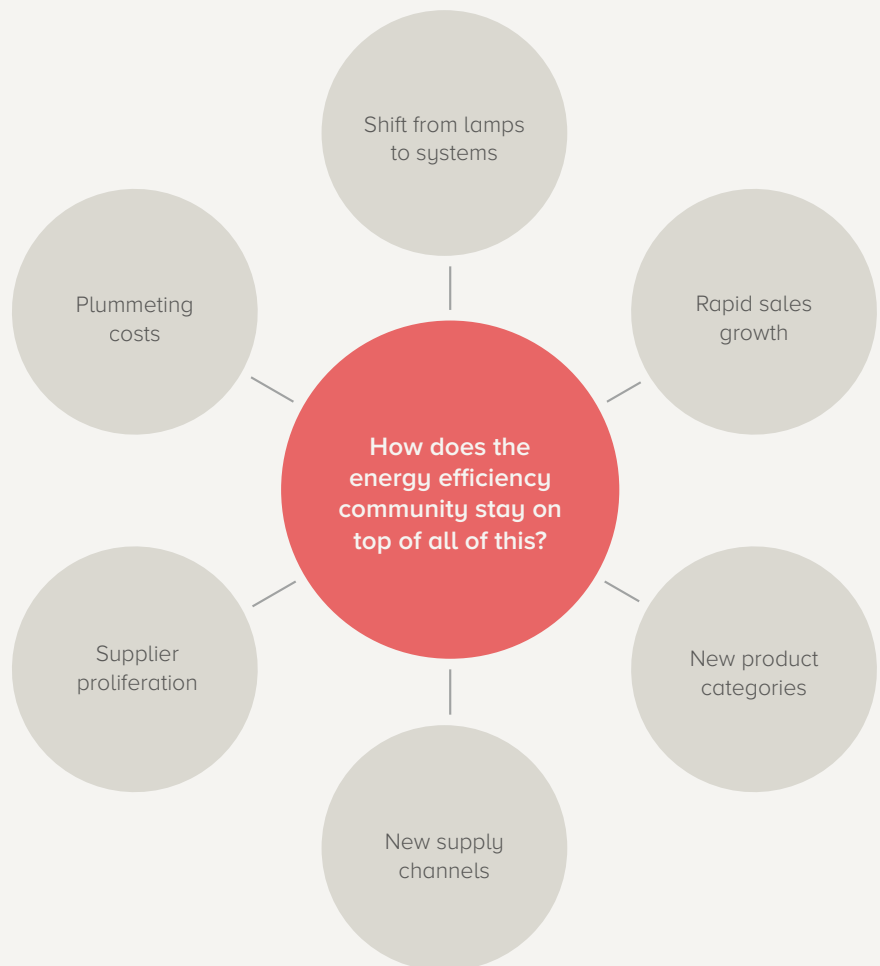 Shift from lamps
to systems
Plummeting
costs
Rapid sales
growth
How does the
energy efficiency
community stay on
top of all of this?
Supplier
proliferation
New product
categories
New supply
channels